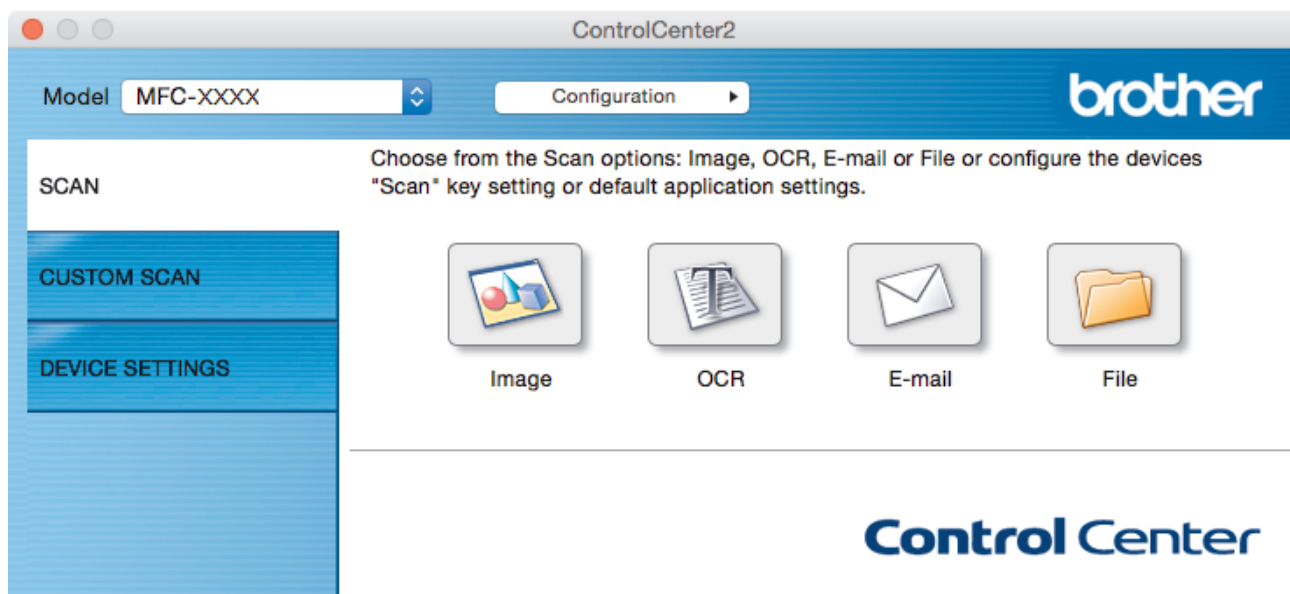 ControlCenter2
Model MFC-XXXX Configuration brother
SCAN
Choose from the Scan options: Image, OCR, E-mail or File or configure the devices
"Scan" key setting or default application settings.
CUSTOM SCAN
DEVICE SETTINGS
Image OCR E-mail File
Control Center